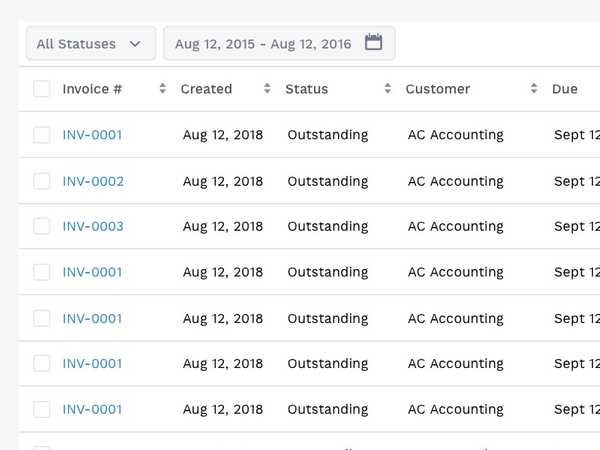 All Statuses Aug 12, 2015 - Aug 12, 2016
Invoice # Created Status Customer Due
INV-0001 Aug 12, 2018 Outstanding AC Accounting Sept 12
INV-0002 Aug 12, 2018 Outstanding AC Accounting Sept 12
INV-0003 Aug 12, 2018 Outstanding AC Accounting Sept 12
INV-0001 Aug 12, 2018 Outstanding AC Accounting Sept 12
INV-0001 Aug 12, 2018 Outstanding AC Accounting Sept 12
INV-0001 Aug 12, 2018 Outstanding AC Accounting Sept 12
INV-0001 Aug 12, 2018 Outstanding AC Accounting Sept 12